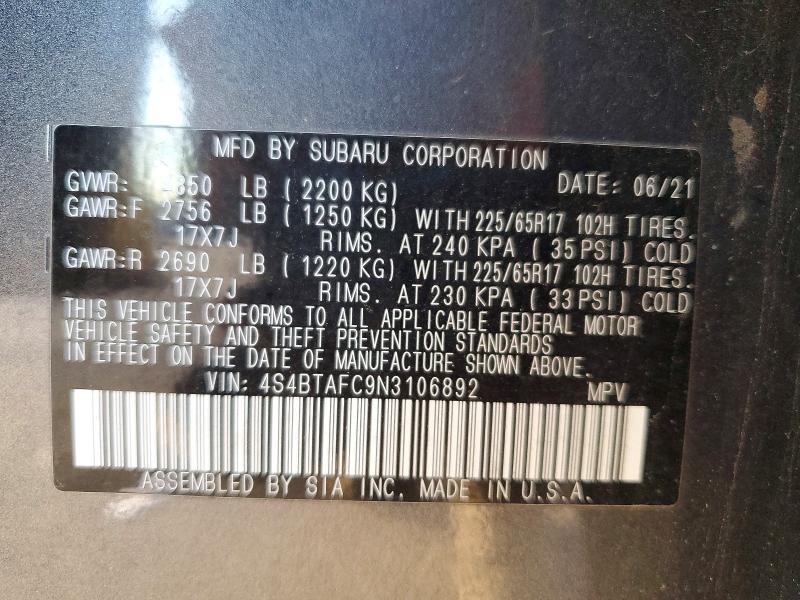 MFD BY SUBARU CORPORATION
GVWR: LB ( 2200 KG) DATE: 06/21
GAWR:F 2756 LB ( 1250 KG) WITH 225/65R17 102H TIRES.
17X7J RIMS. AT 240 KPA ( 35 PSI) COLD
GAWR:R 2690 LB ( 1220 KG) WITH 225/65R17 102H TIRES.
17X7J RIMS. AT 230 KPA ( 33 PSI) COLD
THIS VEHICLE CONFORMS TO ALL APPLICABLE FEDERAL MOTOR
VEHICLE SAFETY AND THEFT PREVENTION STANDARDS
IN EFFECT ON THE DATE OF MANUFACTURE SHOWN ABOVE.
VIN: 4S4BTAFC9N3106892 MPV
ASSEMBLED BY SIA INC. MADE IN U.S.A.